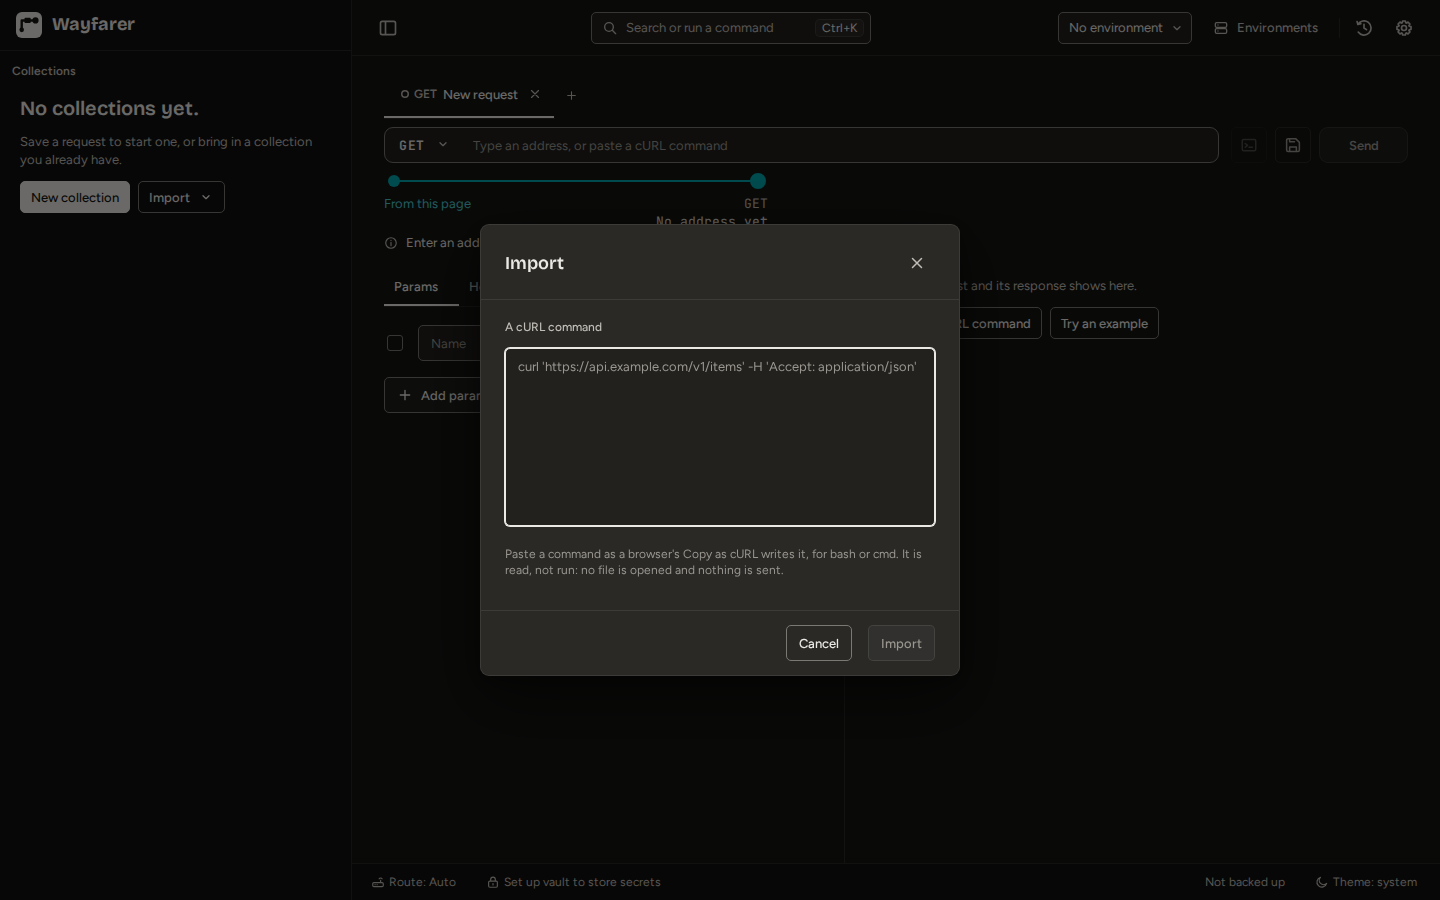 Wayfarer
Search or run a command
Ctrl+K
No environment
Environments
Collections
No collections yet.
Save a request to start one, or bring in a collection
you already have.
New collection
Import
GET New request
GET
Type an address, or paste a cURL command
Send
From this page
GET
No address yet
Enter an add
Params
Name
Add param
st and its response shows here.
RL command
Try an example
Import
A cURL command
curl 'https://api.example.com/v1/items' -H 'Accept: application/json'
Paste a command as a browser's Copy as cURL writes it, for bash or cmd. It is
read, not run: no file is opened and nothing is sent.
Cancel
Import
Route: Auto
Set up vault to store secrets
Not backed up
Theme: system